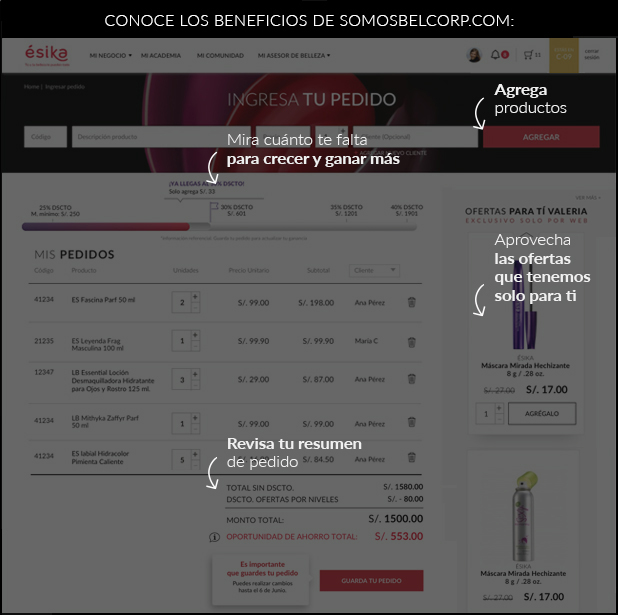 CONOCE LOS BENEFICIOS DE SOMOSBELCORP.COM:
ésika
MI NEGOCIO
MI ACADEMIA
MI COMUNIDAD
MI ASESOR DE BELLEZA
11
cerrar
sesión
Home | Ingresar pedido
INGRESA TU PEDIDO
Agrega
productos
Código
Descripción producto
(Opcional)
AGREGAR
AGREGAR NUEVO CLIENTE
Mira cuánto te falta
para crecer y ganar más
¡YA LLEGAS AL DSCTO!
Solo agrega S/. 33
25% DSCTO
M. mínimo: S/. 250
30% DSCTO
S/. 601
35% DSCTO
S/. 1201
40% DSCTO
S/. 1901
VER MÁS
OFERTAS PARA TÍ VALERIA
EXCLUSIVO SOLO POR WEB
Aprovecha
las ofertas
que tenemos
solo para ti
MIS PEDIDOS
Código Producto Unidades Precio Unitario Subtotal Cliente
41234 ES Fascina Parf 50 ml 2 S/. 99.00 S/. 198.00 Ana Pérez
21235 ES Leyenda Frag
Masculina 100 ml 1 S/. 99.90 S/. 99.90 María C
12347 LB Essential Loción
Desmaquilladora Hidratante
para Ojos y Rostro 125 ml. 3 S/. 29.00 S/. 87.00 Ana Pérez
41234 LB Mithyka Zaffyr Parf
50 ml 1 S/. 99.00 S/. 99.00 Ana Pérez
41234 ES labial Hidracolor
Pimienta Caliente 5 S/. 84.50 Ana Pérez
Revisa tu resumen
de pedido
TOTAL SIN DSCTO. S/. 1580.00
DSCTO. OFERTAS POR NIVELES S/. - 80.00
MONTO TOTAL: S/. 1500.00
OPORTUNIDAD DE AHORRO TOTAL: S/. 553.00
Es importante
que guardes tu pedido
Puedes realizar cambios
hasta el 6 de Junio.
GUARDA TU PEDIDO
ÉSIKA
Máscara Mirada Hechizante
8 g / .28 oz.
S/. 27.00 S/. 17.00
1 AGRÉGALO
ÉSIKA
Máscara Mirada Hechizante
8 g / .28 oz.
S/. 27.00 S/. 17.00